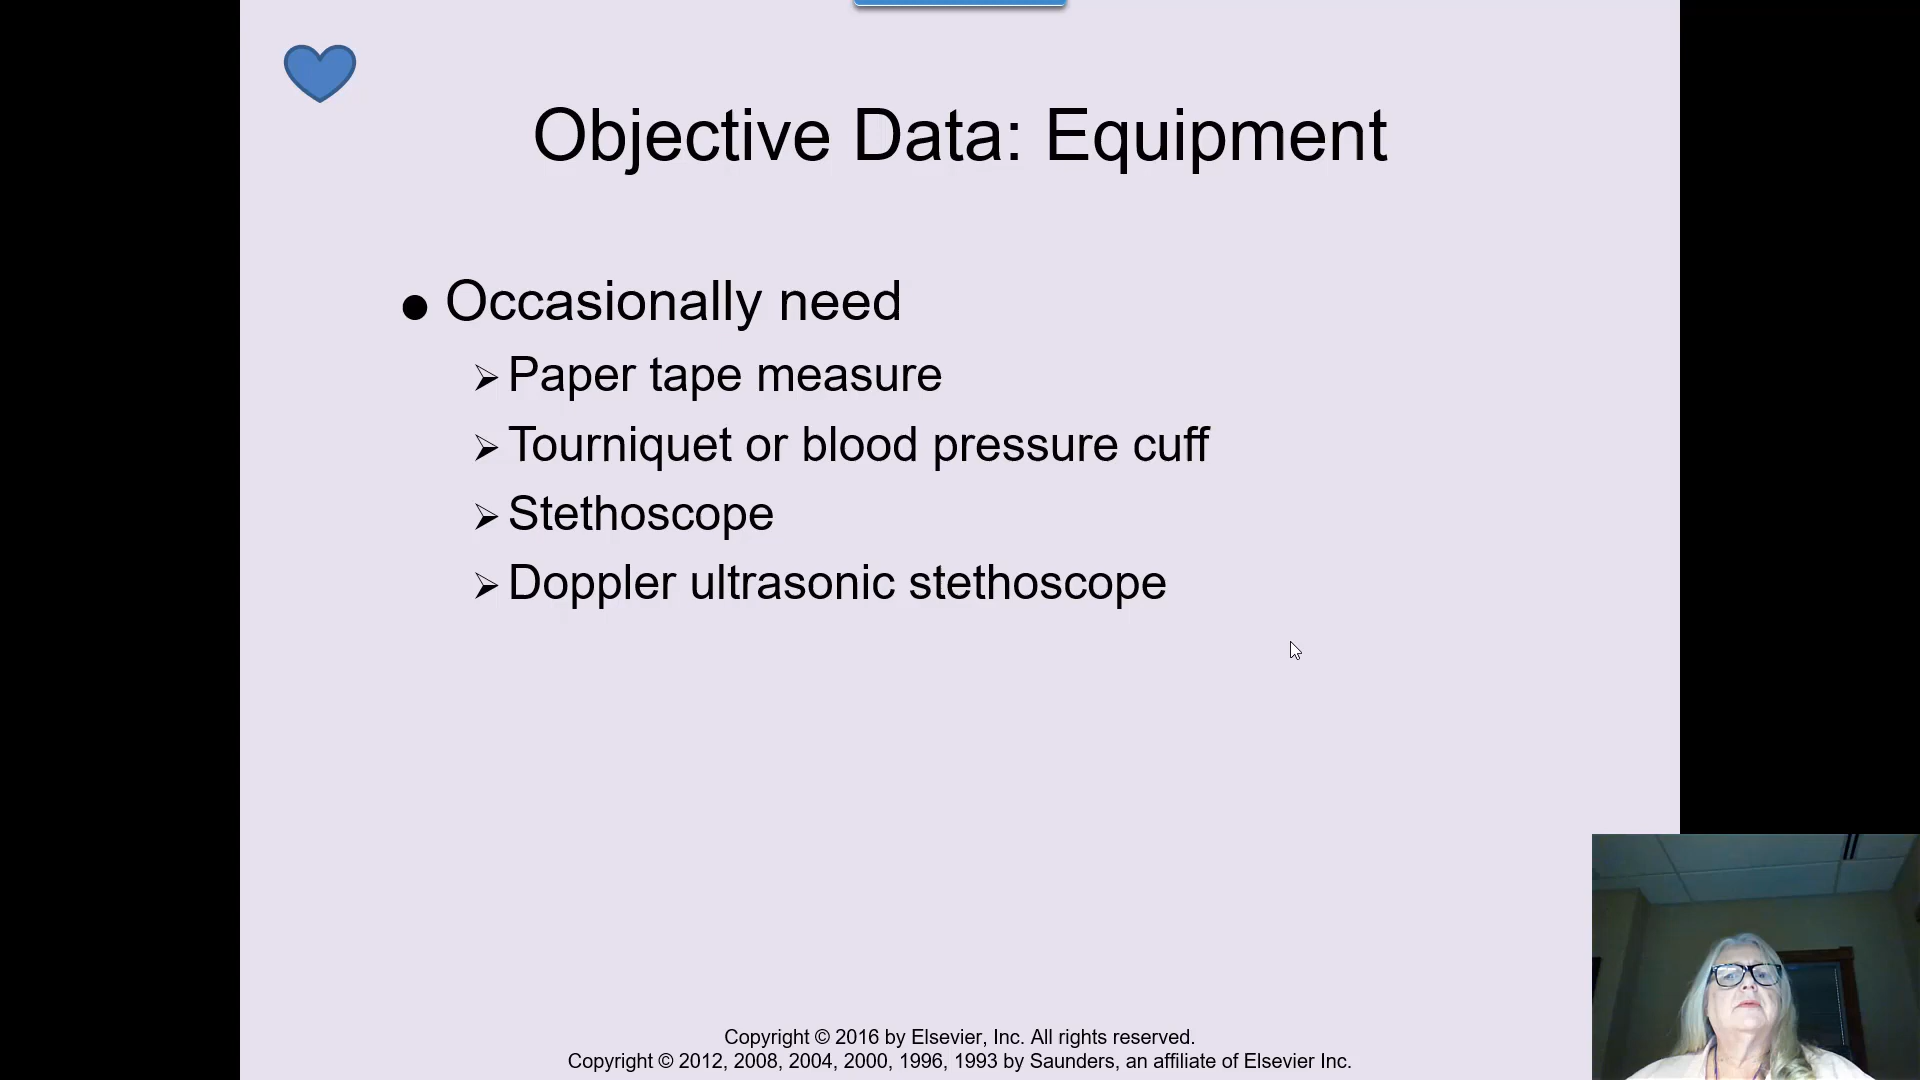 Objective Data: Equipment
Occasionally need
Paper tape measure
Tourniquet or blood pressure cuff
Stethoscope
Doppler ultrasonic stethoscope
Copyright © 2016 by Elsevier, Inc. All rights reserved.
Copyright © 2012, 2008, 2004, 2000, 1996, 1993 by Saunders, an affiliate of Elsevier Inc.